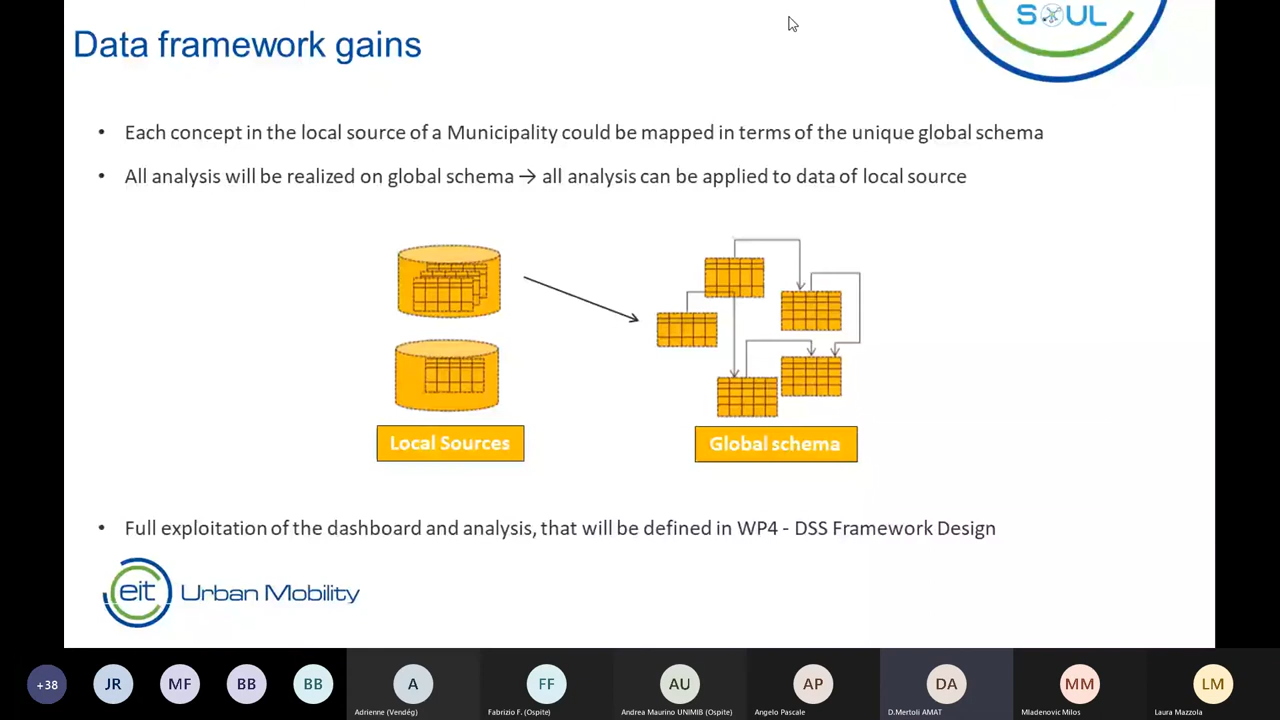 SOUL
Data framework gains
• Each concept in the local source of a Municipality could be mapped in terms of the unique global schema
• All analysis will be realized on global schema → all analysis can be applied to data of local source
Local Sources
Global schema
• Full exploitation of the dashboard and analysis, that will be defined in WP4 - DSS Framework Design
eit Urban Mobility
+38 JR MF BB BB A FF AU AP DA MM LM
Adrienne (Vendég) Fabrizio F. (Ospite) Andrea Maurino UNIMIB (Ospite) Angelo Pascale D.Mertoli AMAT Mladenovic Milos Laura Mazzola